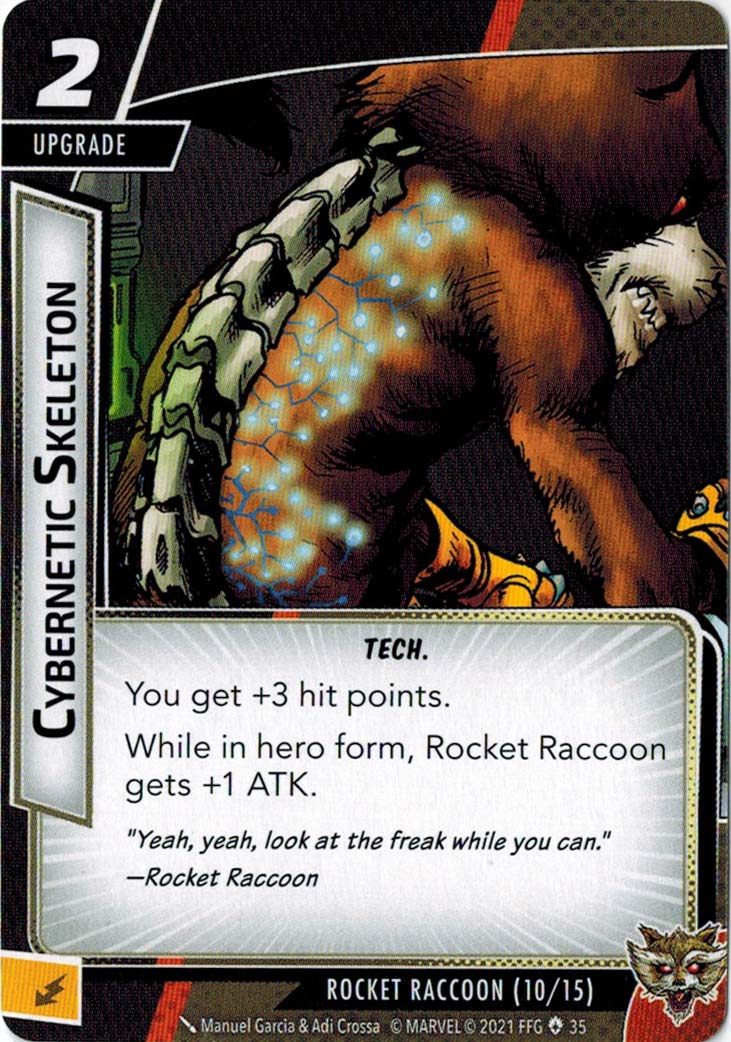 2
UPGRADE
CYBERNETIC SKELETON
TECH.
You get +3 hit points.
While in hero form, Rocket Raccoon
gets +1 ATK.
"Yeah, yeah, look at the freak while you can."
—Rocket Raccoon
ROCKET RACCOON (10/15)
Manuel Garcia & Adi Crossa © MARVEL © 2021 FFG 35